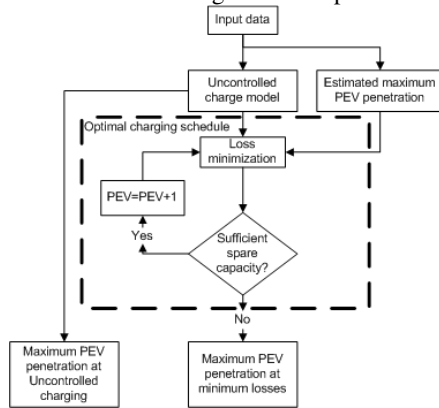 Input data
Uncontrolled
charge model
Estimated maximum
PEV penetration
Optimal charging schedule
Loss
minimization
PEV=PEV+1
Yes
Sufficient
spare
capacity?
No
Maximum PEV
penetration at
Uncontrolled
charging
Maximum PEV
penetration at
minimum losses